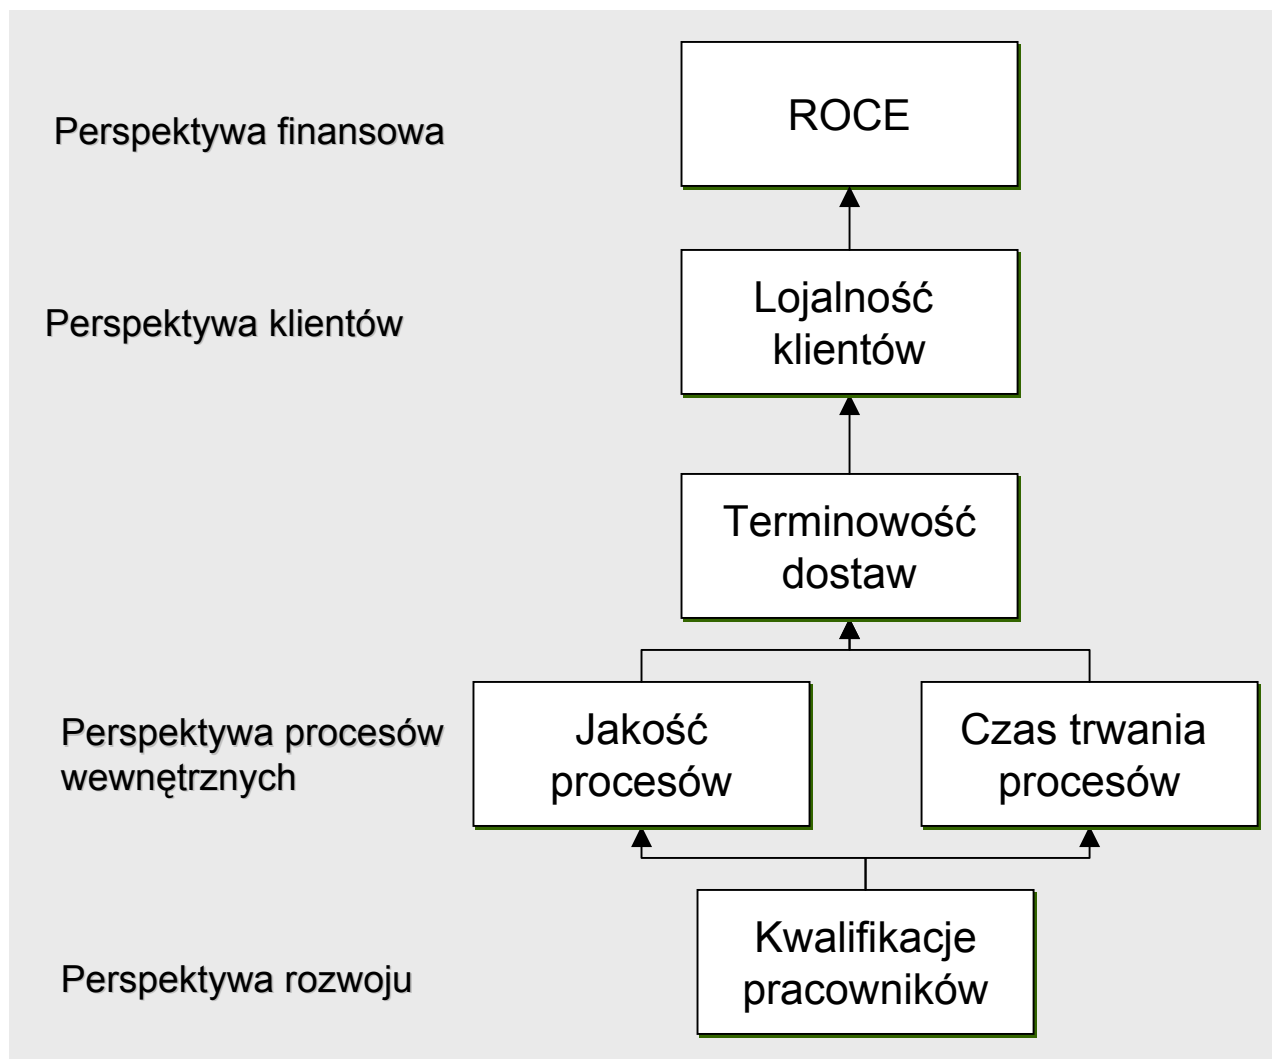 Perspektywa finansowa
ROCE
Perspektywa klientów
Lojalność
klientów
Terminowość
dostaw
Perspektywa procesów
wewnętrznych
Jakość
procesów
Czas trwania
procesów
Perspektywa rozwoju
Kwalifikacje
pracowników